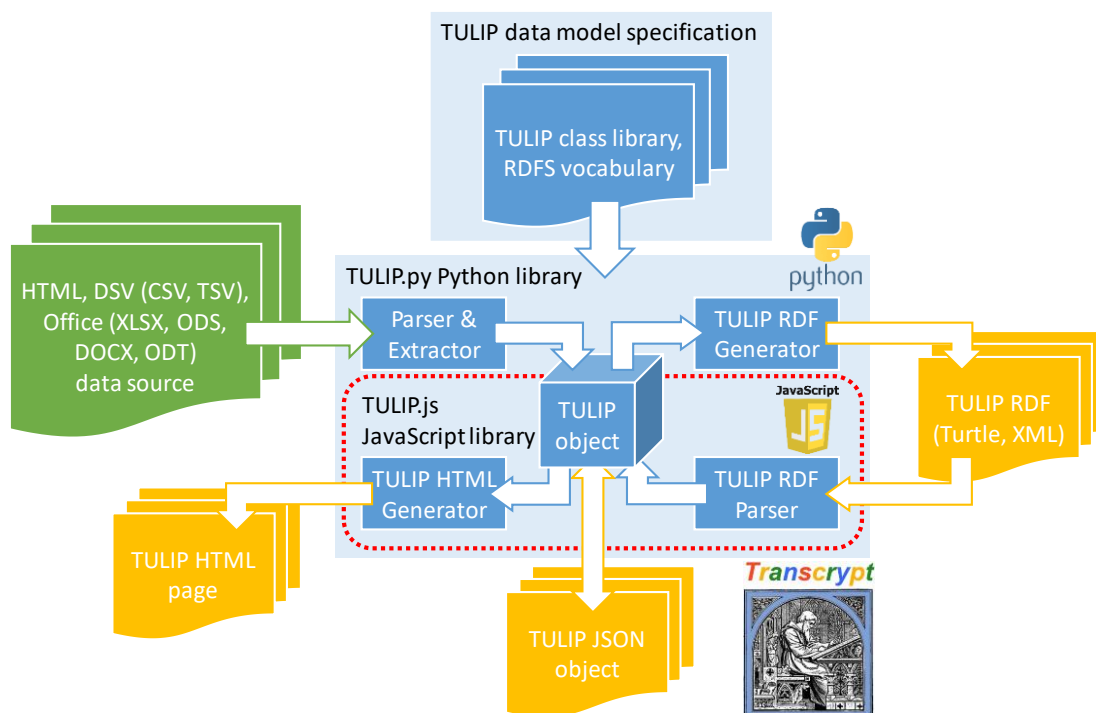 TULIP data model specification
TULIP class library,
RDFS vocabulary
python
HTML, DSV (CSV, TSV),
Office (XLSX, ODS,
DOCX, ODT)
data source
TULIP.py Python library
Parser &
Extractor
TULIP RDF
Generator
TULIP
object
TULIP.js
JavaScript library
JavaScript
JS
TULIP RDF
(Turtle, XML)
TULIP HTML
Generator
TULIP RDF
Parser
TULIP HTML
page
TULIP JSON
object
Transcrypt